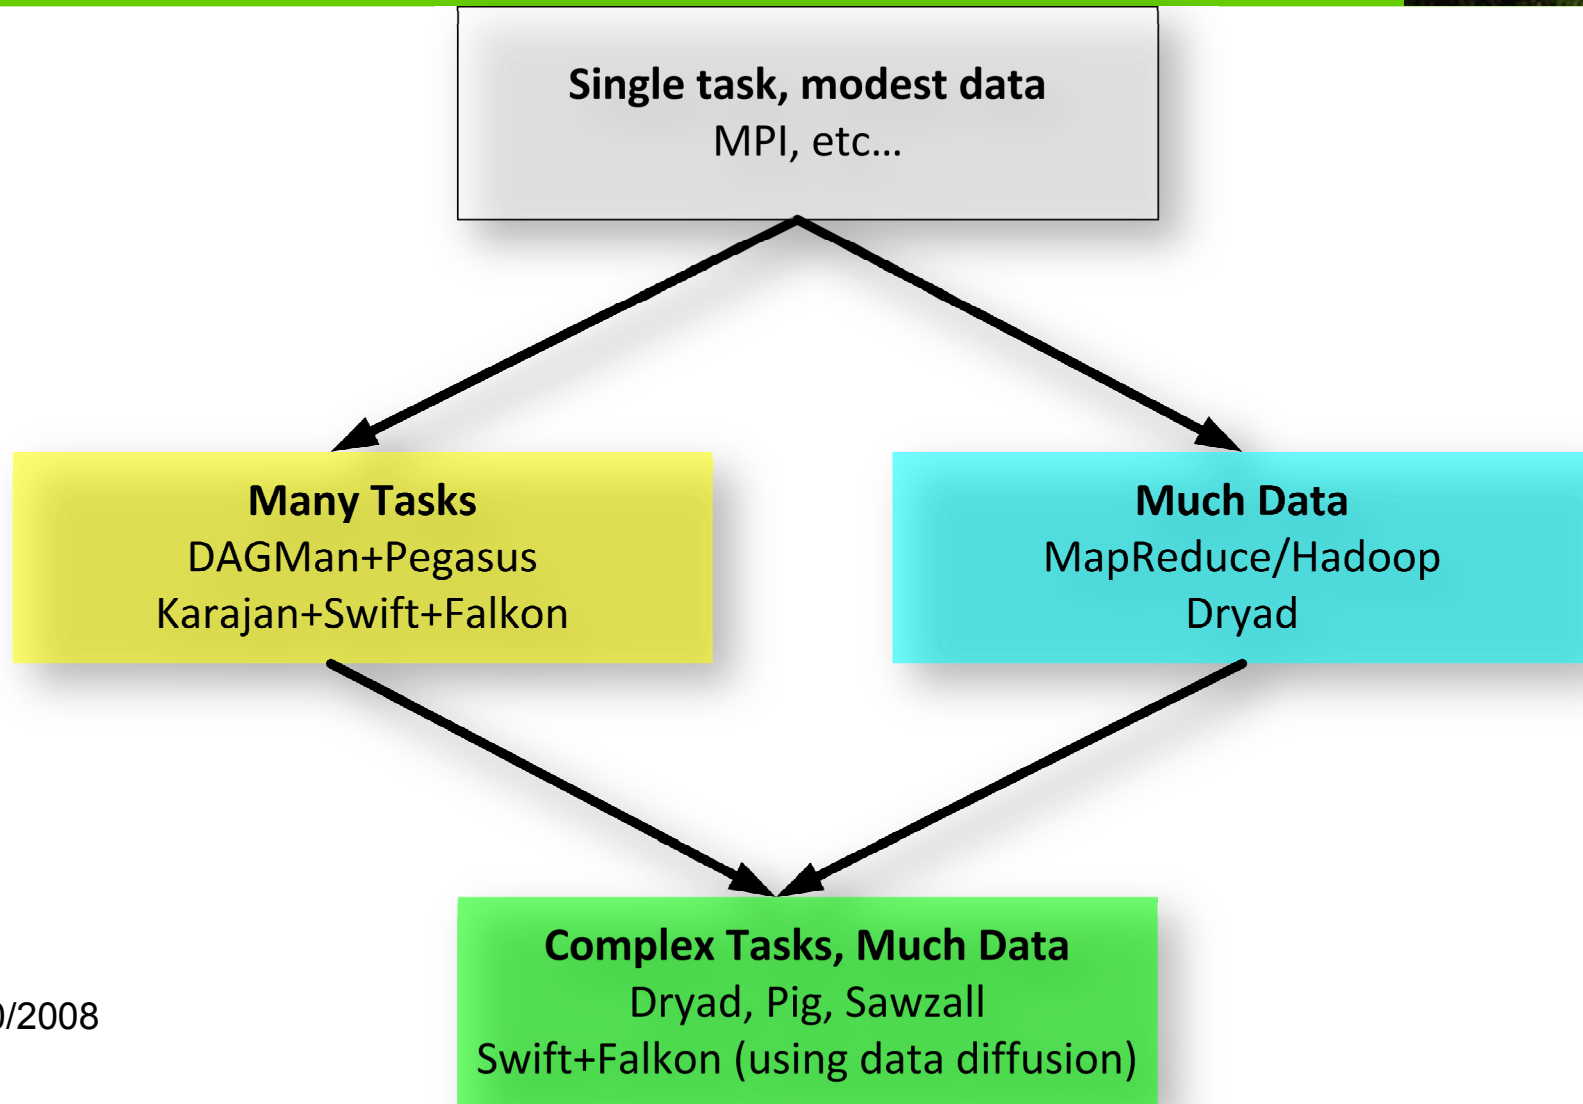 Single task, modest data
MPI, etc…
Many Tasks
DAGMan+Pegasus
Karajan+Swift+Falkon
Much Data
MapReduce/Hadoop
Dryad
Complex Tasks, Much Data
Dryad, Pig, Sawzall
Swift+Falkon (using data diffusion)
/2008